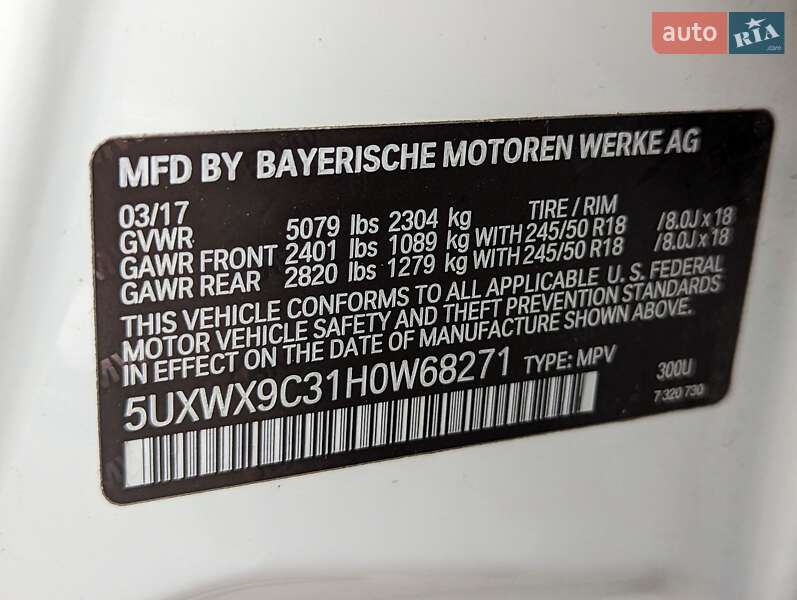 auto RIA.com
MFD BY BAYERISCHE MOTOREN WERKE AG
03/17 TIRE / RIM
GVWR 5079 lbs 2304 kg
GAWR FRONT 2401 lbs 1089 kg WITH 245/50 R18 /8.0J x 18
GAWR REAR 2820 lbs 1279 kg WITH 245/50 R18 /8.0J x 18
THIS VEHICLE CONFORMS TO ALL APPLICABLE U. S. FEDERAL
MOTOR VEHICLE SAFETY AND THEFT PREVENTION STANDARDS
IN EFFECT ON THE DATE OF MANUFACTURE SHOWN ABOVE.
5UXWX9C31H0W68271 TYPE: MPV 300U
7 320 730